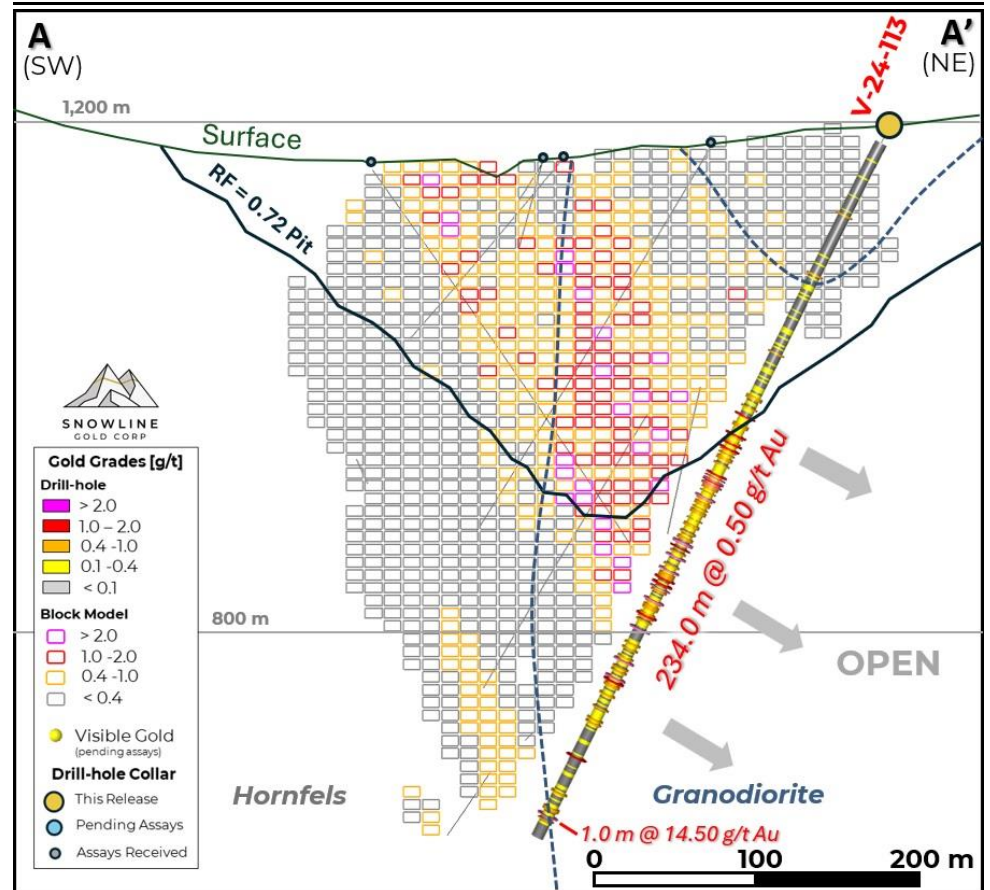 A
(SW)
A'
(NE)
V-24-113
1,200 m
Surface
RF = 0.72 Pit
SNOWLINE
GOLD CORP
Gold Grades [g/t]
Drill-hole
> 2.0
1.0 – 2.0
0.4 -1.0
0.1 -0.4
< 0.1
Block Model
> 2.0
1.0 -2.0
0.4 -1.0
< 0.4
Visible Gold
(pending assays)
Drill-hole Collar
This Release
Pending Assays
Assays Received
234.0 m @ 0.50 g/t Au
800 m
OPEN
Hornfels
Granodiorite
1.0 m @ 14.50 g/t Au
0 100 200 m